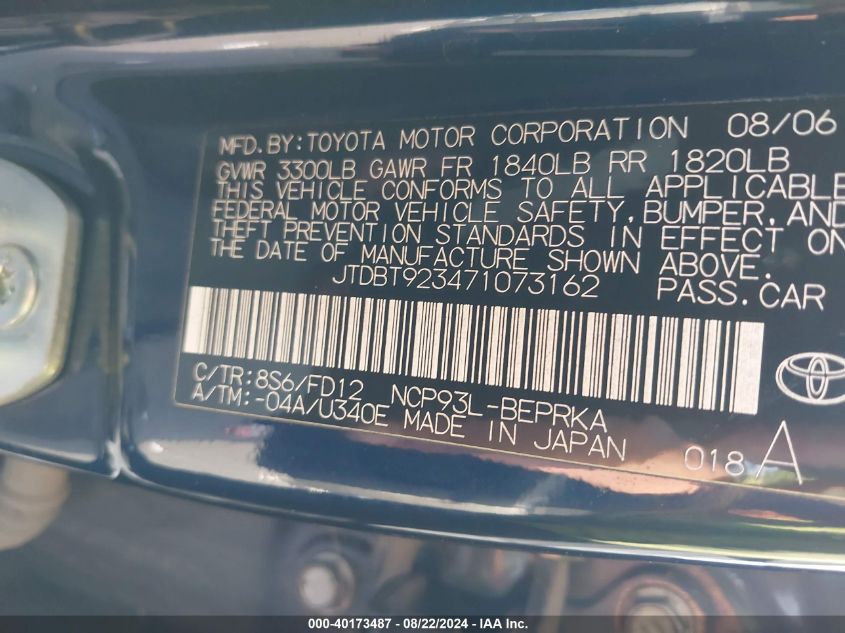 MFD.BY:TOYOTA MOTOR CORPORATION 08/06
GVWR 3300LB GAWR FR 1840LB RR 1820LB
THIS VEHICLE CONFORMS TO ALL APPLICABLE
FEDERAL MOTOR VEHICLE SAFETY, BUMPER, AND
THEFT PREVENTION STANDARDS IN EFFECT ON
THE DATE OF MANUFACTURE SHOWN ABOVE.
JTDBT923471073162 PASS.CAR
C/TR:8S6/FD12 NCP93L-BEPRKA
A/TM:-04A/U340E MADE IN JAPAN 018 A
000-40173487 - 08/22/2024 - IAA Inc.